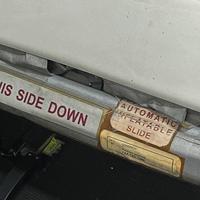 IS SIDE DOWN
AUTOMATIC
INFLATABLE
SLIDE